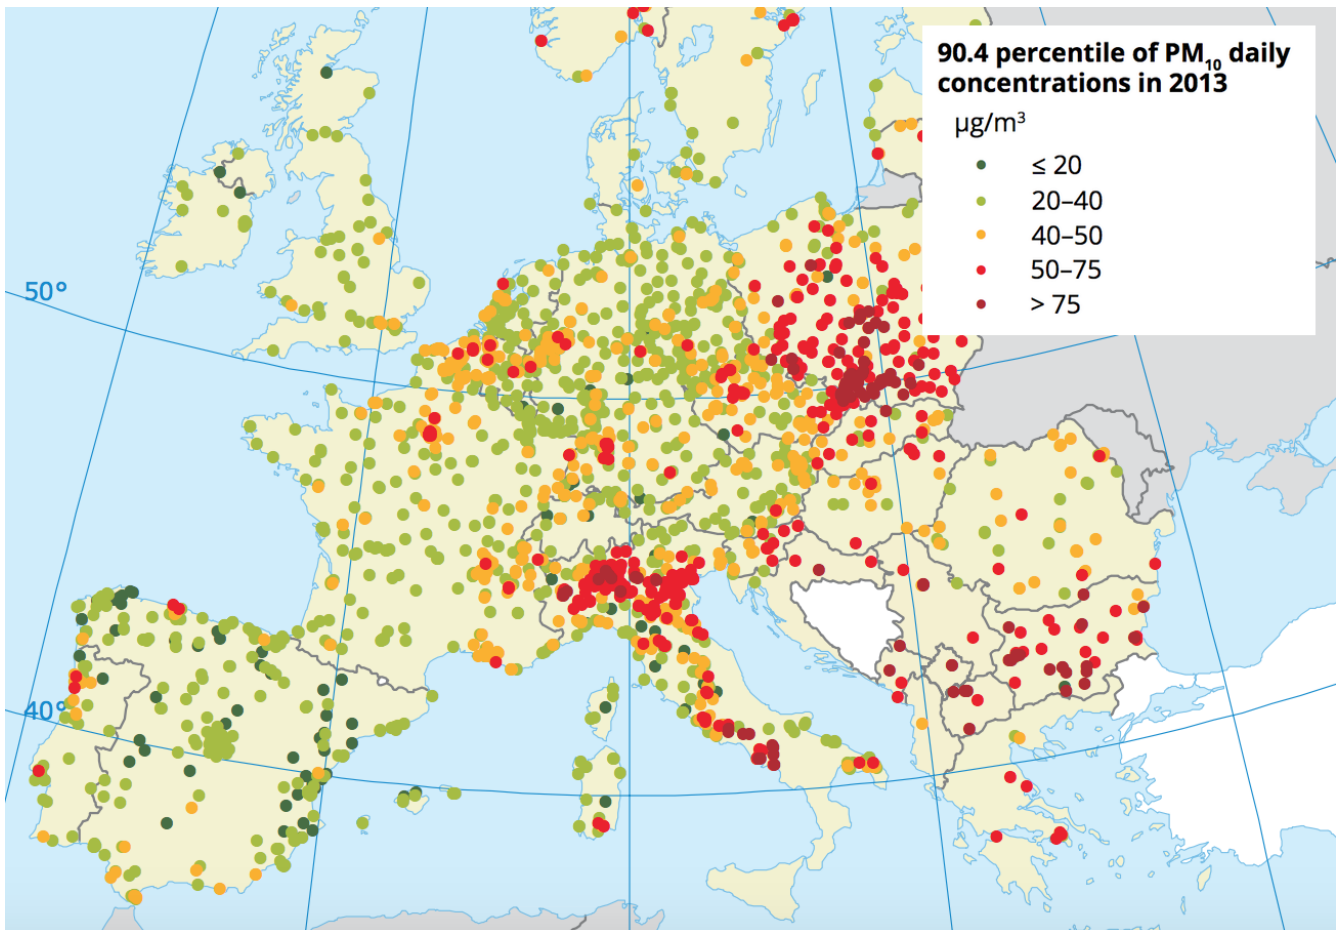 90.4 percentile of PM₁₀ daily
concentrations in 2013
µg/m³
≤ 20
20–40
40–50
50–75
> 75
50°
40°